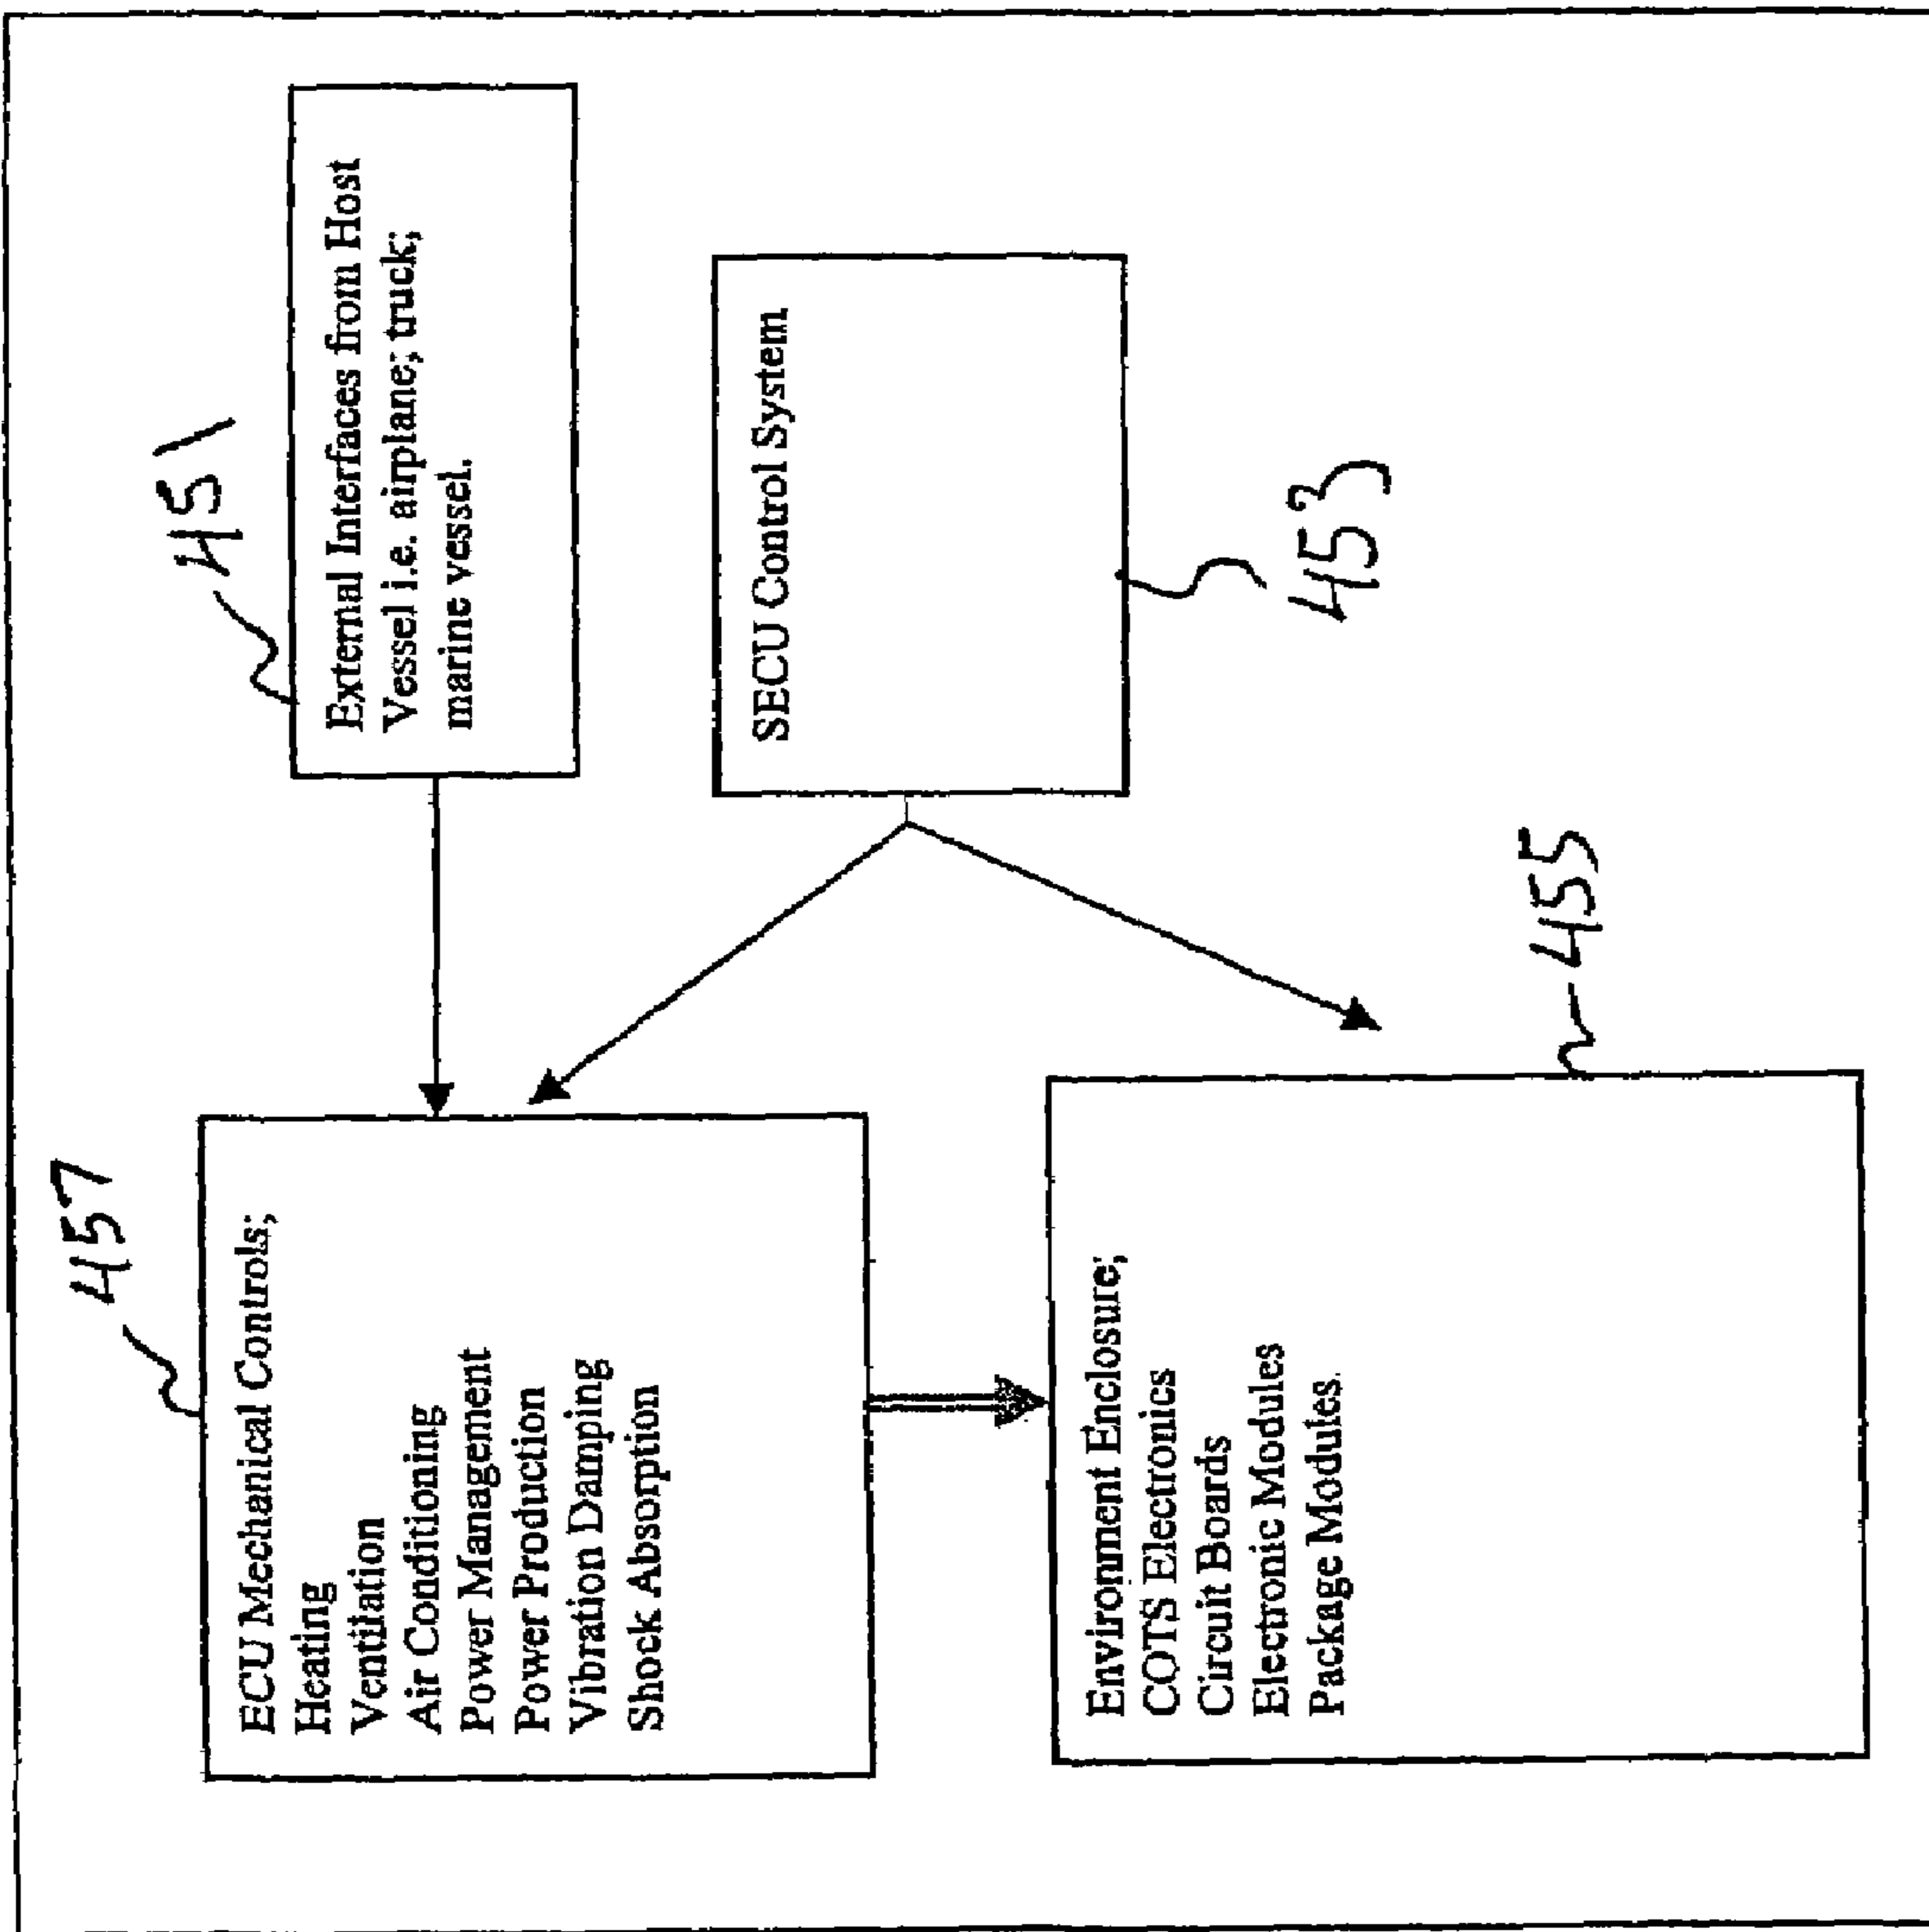 457
ECU Mechanical Controls;
Heating
Ventilation
Air Conditioning
Power Management
Power Production
Vibration Damping
Shock Absorption
Environment Enclosure;
COTS Electronics
Circuit Boards
Electronic Modules
Package Modules.
455
451
External Interfaces from Host
Vessel i.e. airplane; truck;
marine vessel.
SECU Control System
453